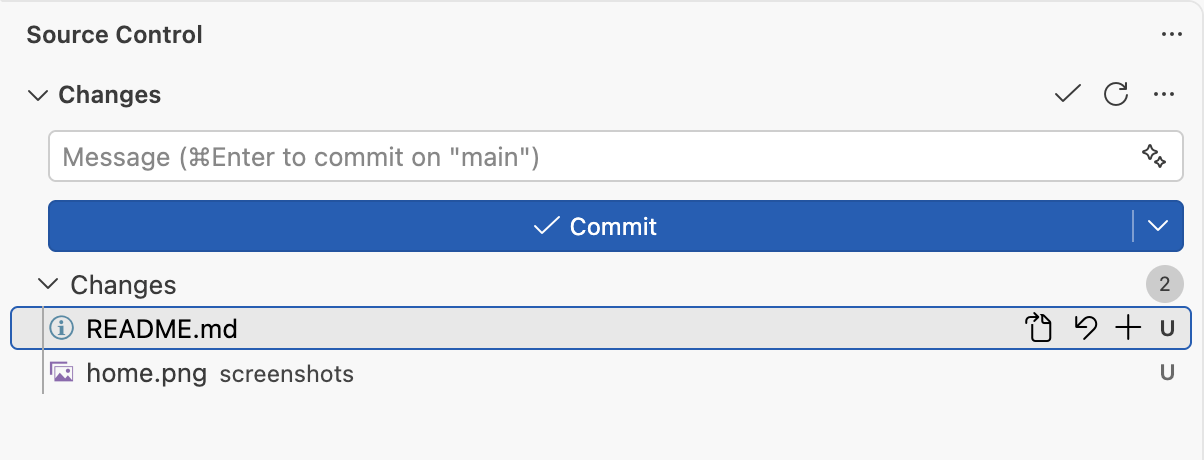 Source Control
Changes
Message (⌘Enter to commit on "main")
Commit
Changes 2
README.md U
home.png screenshots U